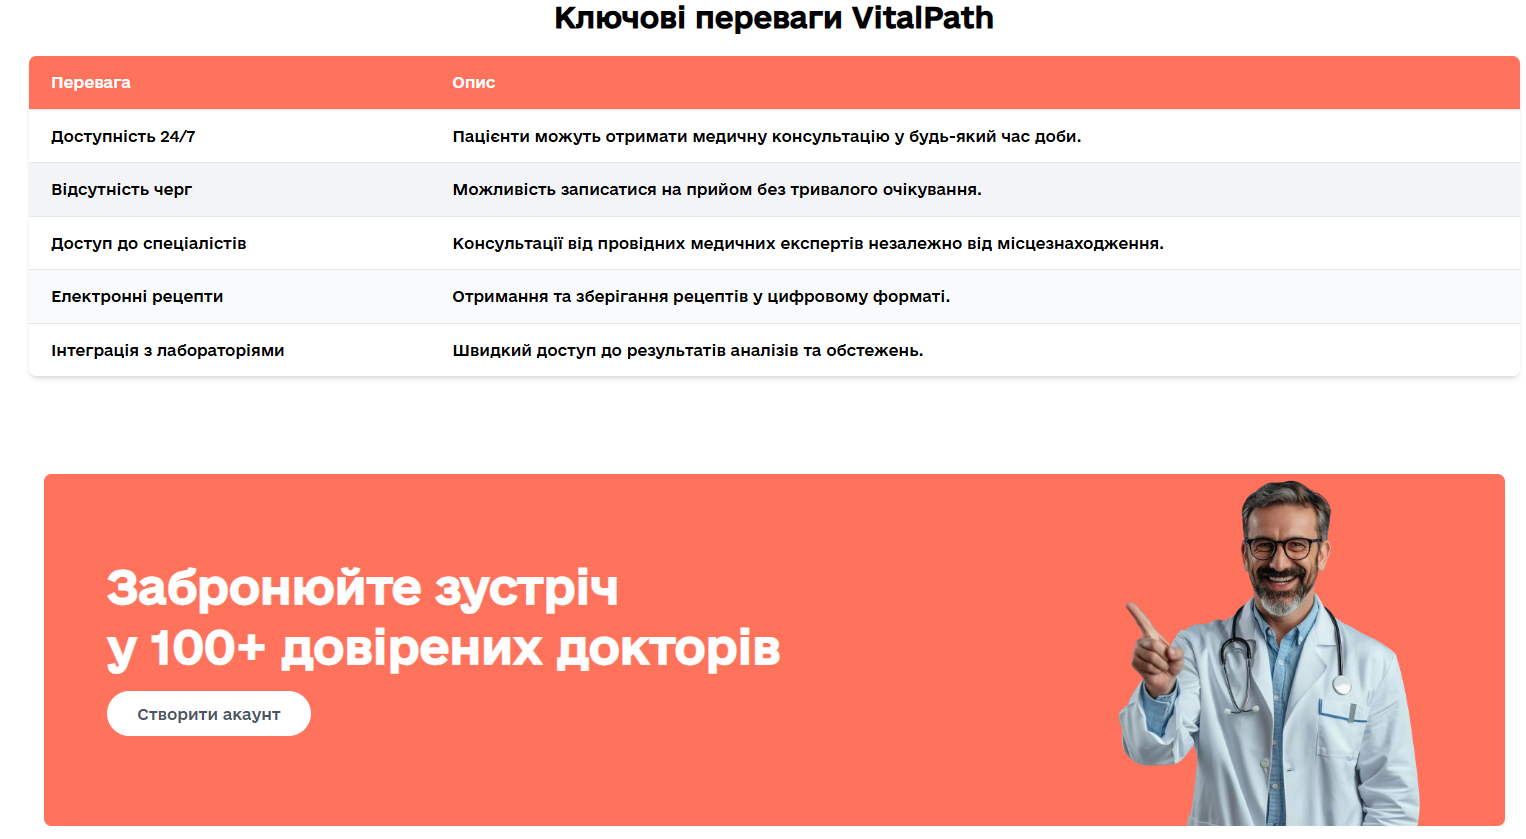 Ключові переваги VitalPath
Перевага Опис
Доступність 24/7 Пацієнти можуть отримати медичну консультацію у будь-який час доби.
Відсутність черг Можливість записатися на прийом без тривалого очікування.
Доступ до спеціалістів Консультації від провідних медичних експертів незалежно від місцезнаходження.
Електронні рецепти Отримання та зберігання рецептів у цифровому форматі.
Інтеграція з лабораторіями Швидкий доступ до результатів аналізів та обстежень.
Забронюйте зустріч
у 100+ довірених докторів
Створити акаунт